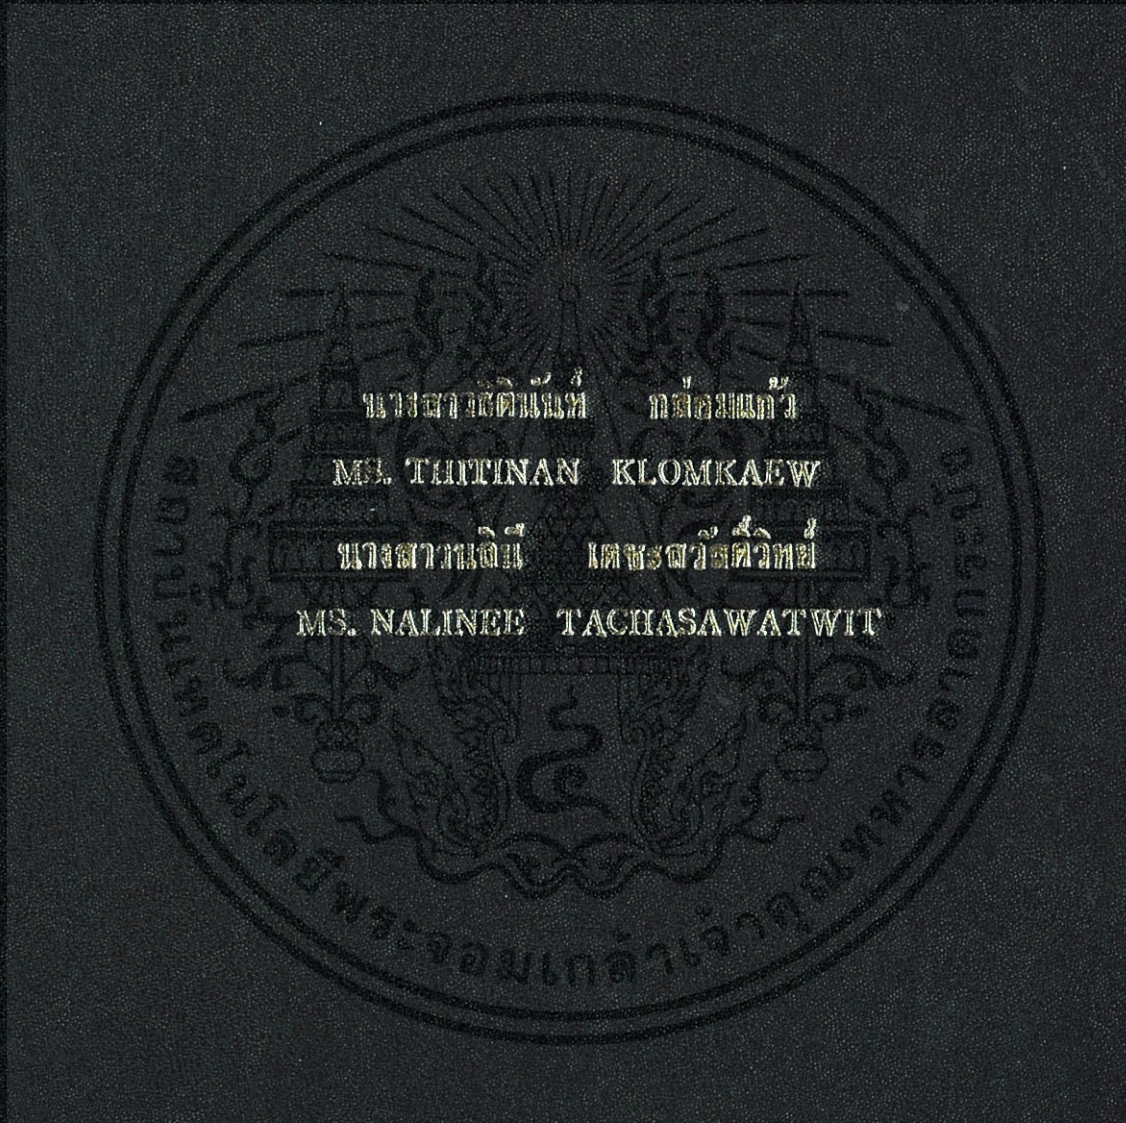 นางสาวธิตินันท์ กล่อมแก้ว
MS. THITINAN KLOMKAEW
นางสาวนลินี เตชะสวัสดิ์วิทย์
MS. NALINEE TACHASAWATWIT
สถาบันเทคโนโลยีพระจอมเกล้าเจ้าคุณทหารลาดกระบัง